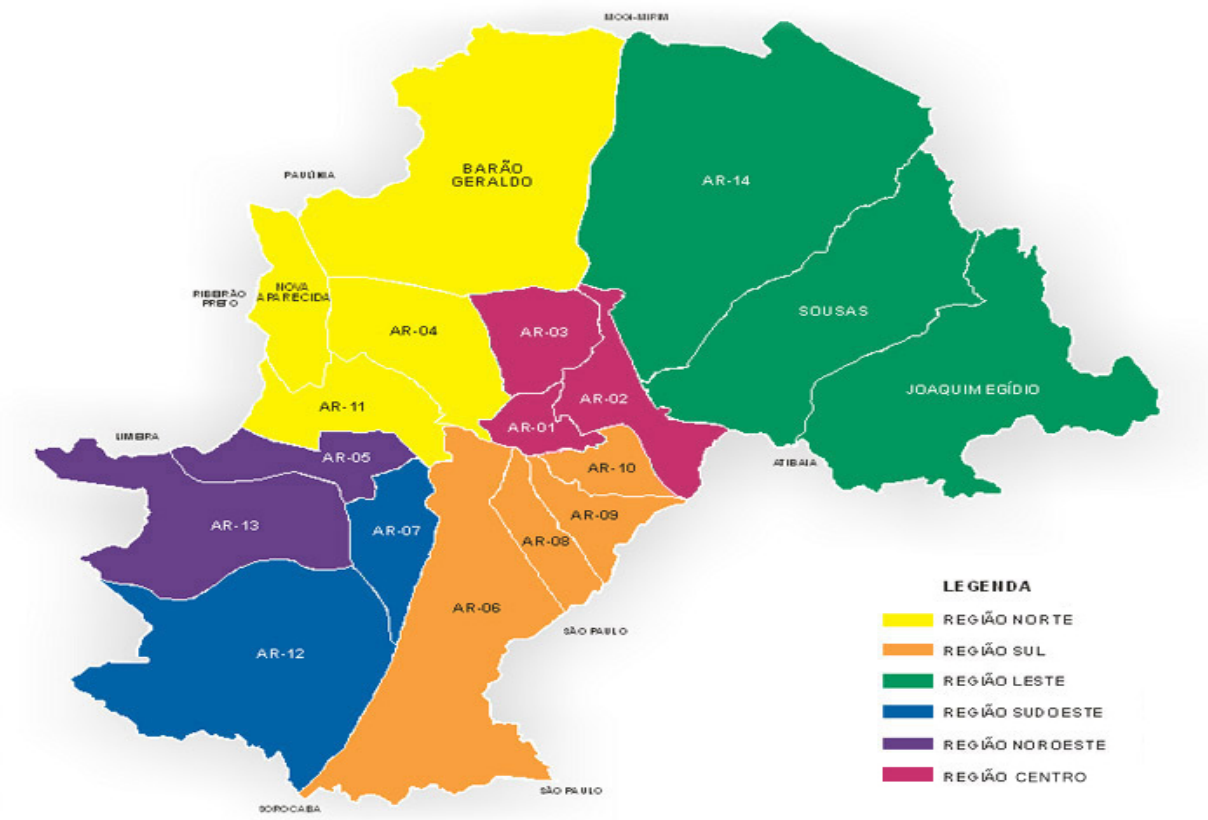 MOGI-MIRIM
BARÃO
GERALDO
AR-14
PAULÍNIA
NOVA
APARECIDA
RIBEIRÃO
PRETO
SOUSAS
AR-04
AR-03
JOAQUIM EGÍDIO
AR-02
AR-11
AR-01
LIMEIRA
AR-05
ATIBAIA
AR-10
AR-13
AR-07
AR-09
AR-08
AR-06
SÃO PAULO
AR-12
SÃO PAULO
SOROCABA
LEGENDA
REGIÃO NORTE
REGIÃO SUL
REGIÃO LESTE
REGIÃO SUDOESTE
REGIÃO NOROESTE
REGIÃO CENTRO